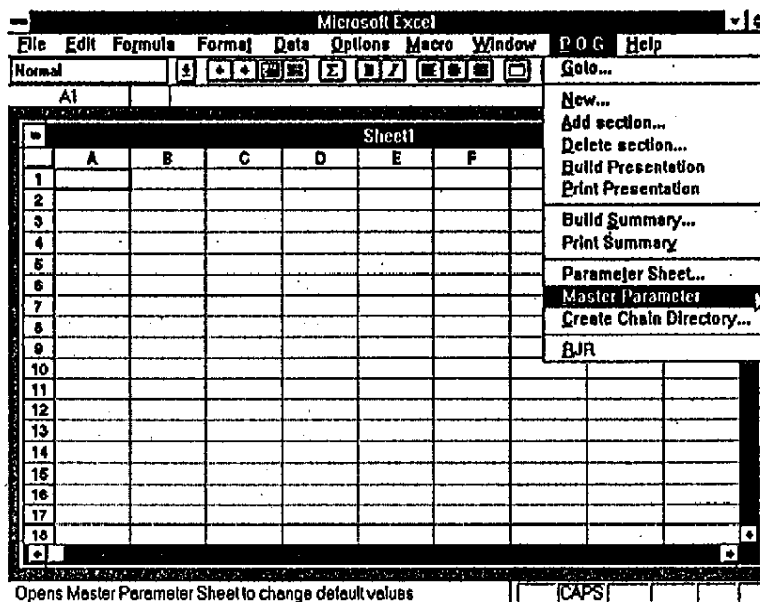 Microsoft Excel
File Edit Formula Format Data Options Macro Window P O G Help
Normal Σ B I
A1
Goto...
New...
Add section...
Delete section...
Build Presentation
Print Presentation
Build Summary...
Print Summary
Parameter Sheet...
Master Parameter
Create Chain Directory...
RJR
Sheet1
A B C D E F
1
2
3
4
5
6
7
8
9
10
11
12
13
14
15
16
17
18
Opens Master Parameter Sheet to change default values CAPS